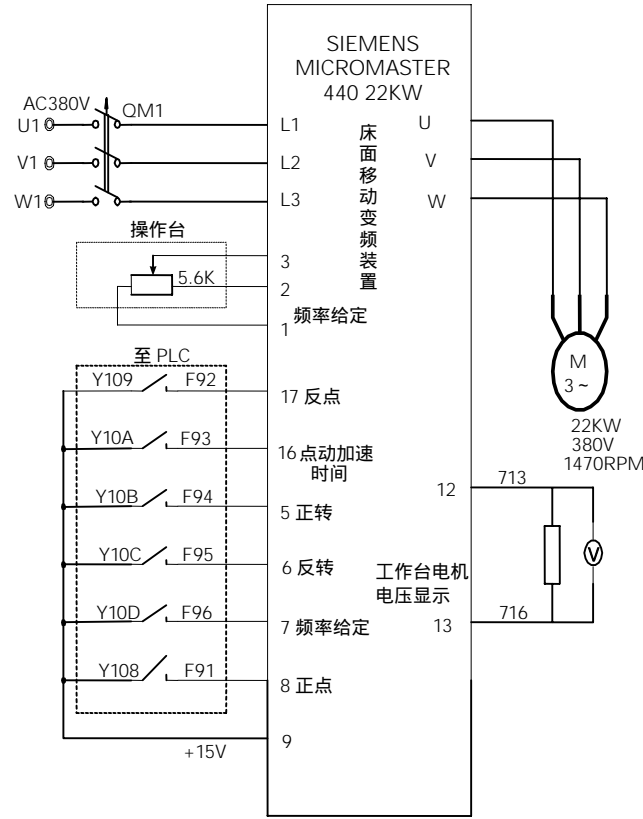 SIEMENS
MICROMASTER
440 22KW
AC380V
QM1
U1
V1
W1
L1
L2
L3
U
V
W
床面移动变频装置
操作台
5.6K
3
2
1
频率给定
M
3~
22KW
380V
1470RPM
至 PLC
Y109 F92 17 反点
Y10A F93 16 点动加速
时间
Y10B F94 5 正转
Y10C F95 6 反转
Y10D F96 7 频率给定
Y108 F91 8 正点
+15V 9
12 713
V
工作台电机
电压显示
13 716